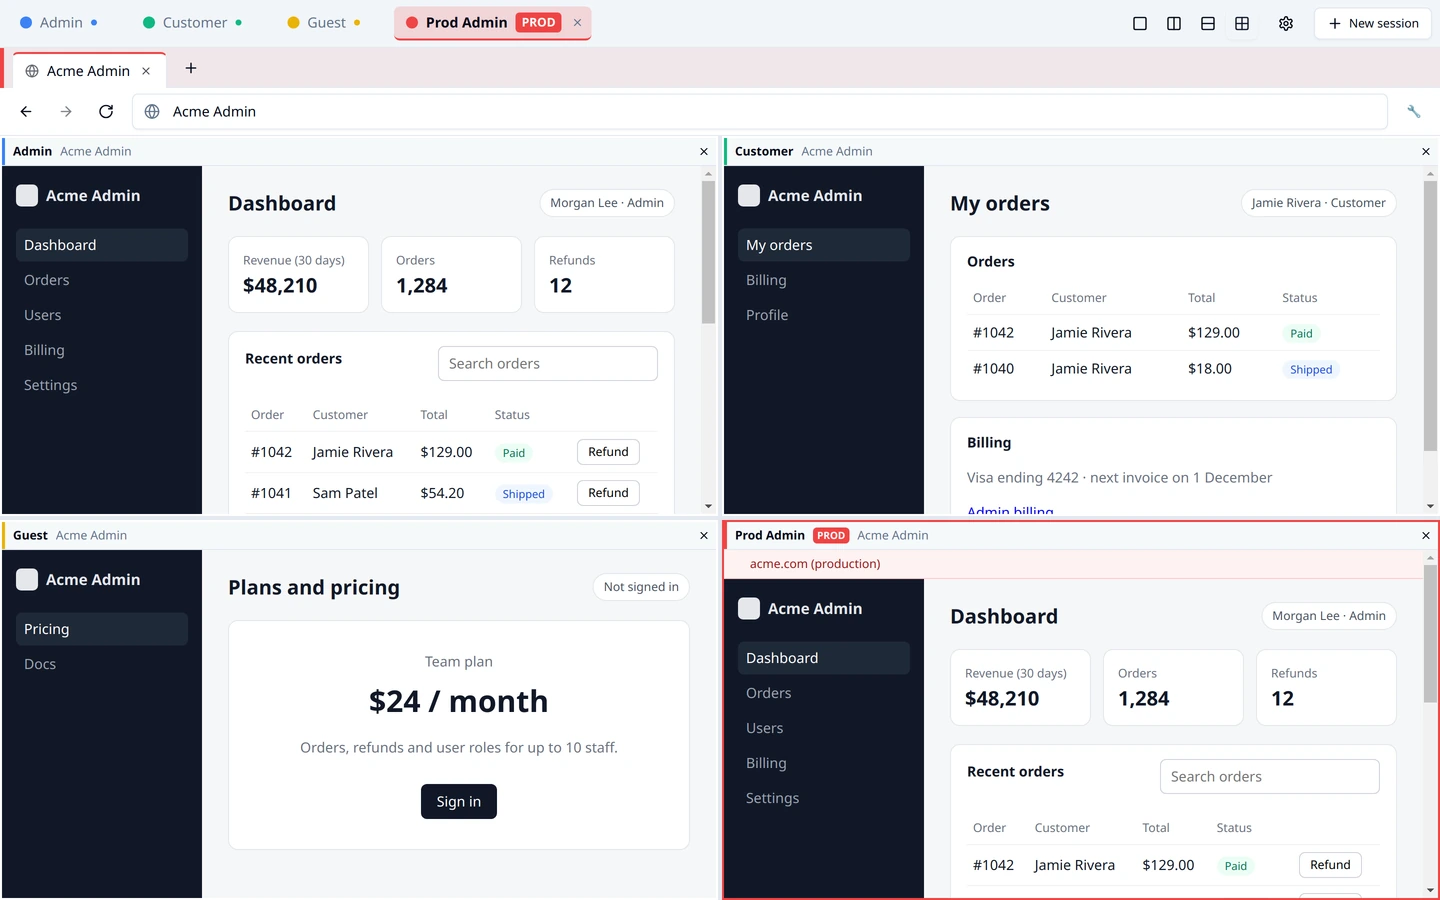 Admin
Customer
Guest
Prod Admin PROD
New session
Acme Admin
Acme Admin
Admin Acme Admin
Acme Admin
Dashboard
Orders
Users
Billing
Settings
Dashboard
Morgan Lee · Admin
Revenue (30 days)
$48,210
Orders
1,284
Refunds
12
Recent orders
Search orders
Order Customer Total Status
#1042 Jamie Rivera $129.00 Paid Refund
#1041 Sam Patel $54.20 Shipped Refund
Customer Acme Admin
Acme Admin
My orders
Billing
Profile
My orders
Jamie Rivera · Customer
Orders
Order Customer Total Status
#1042 Jamie Rivera $129.00 Paid
#1040 Jamie Rivera $18.00 Shipped
Billing
Visa ending 4242 · next invoice on 1 December
Admin billing
Guest Acme Admin
Acme Admin
Pricing
Docs
Plans and pricing
Not signed in
Team plan
$24 / month
Orders, refunds and user roles for up to 10 staff.
Sign in
Prod Admin PROD Acme Admin
acme.com (production)
Acme Admin
Dashboard
Orders
Users
Billing
Settings
Dashboard
Morgan Lee · Admin
Revenue (30 days)
$48,210
Orders
1,284
Refunds
12
Recent orders
Search orders
Order Customer Total Status
#1042 Jamie Rivera $129.00 Paid Refund